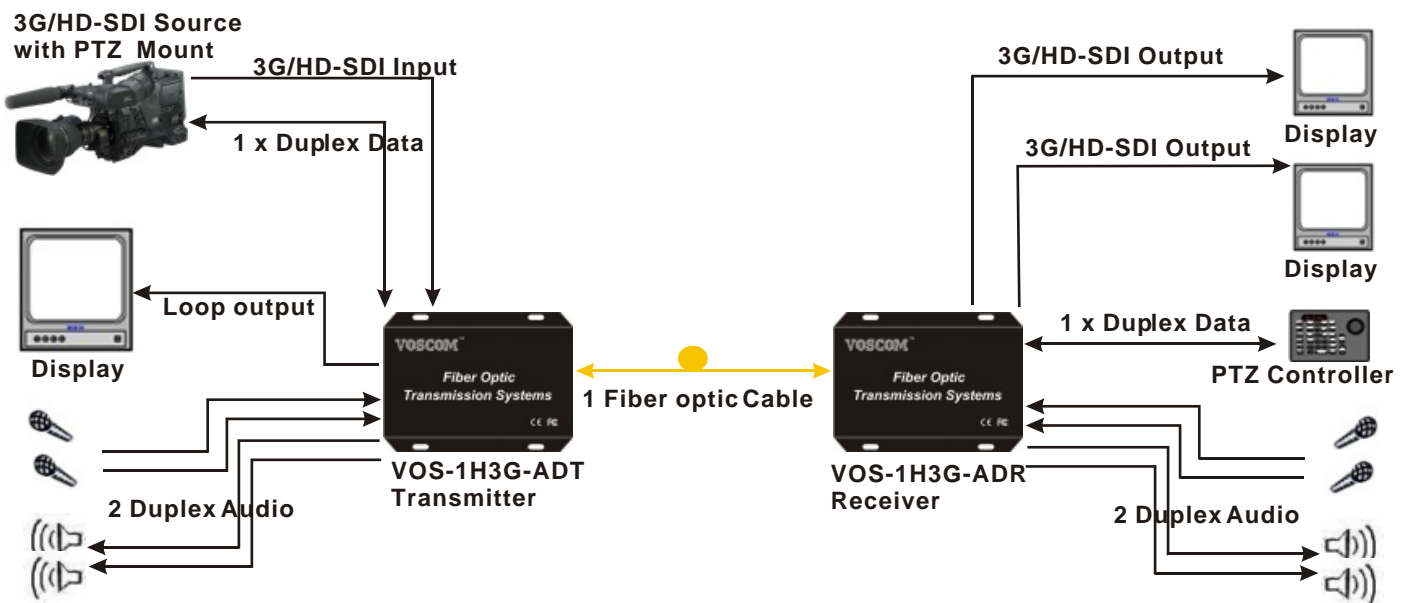 3G/HD-SDI Source
with PTZ Mount
3G/HD-SDI Input
1 x Duplex Data
Loop output
Display
VOSCOM™
Fiber Optic
Transmission Systems
CE FC
VOS-1H3G-ADT
Transmitter
2 Duplex Audio
1 Fiber optic Cable
3G/HD-SDI Output
Display
3G/HD-SDI Output
Display
1 x Duplex Data
PTZ Controller
VOSCOM™
Fiber Optic
Transmission Systems
CE FC
VOS-1H3G-ADR
Receiver
2 Duplex Audio